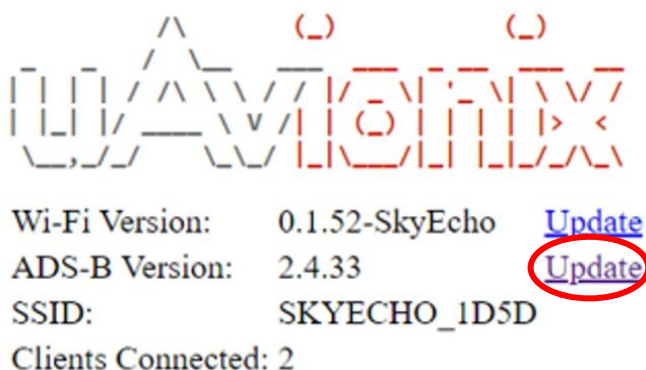 uAvionix
Wi-Fi Version: 0.1.52-SkyEcho Update
ADS-B Version: 2.4.33 Update
SSID: SKYECHO_1D5D
Clients Connected: 2